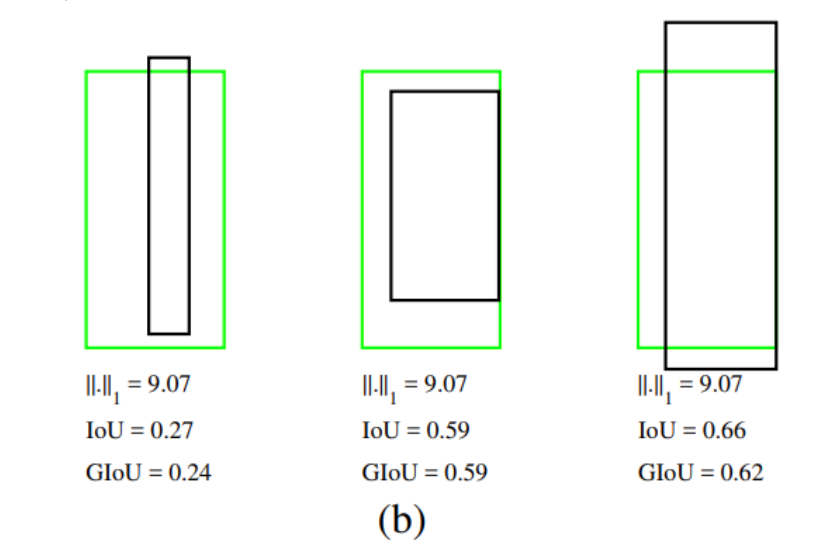 ||.||₁ = 9.07 ||.||₁ = 9.07 ||.||₁ = 9.07
IoU = 0.27 IoU = 0.59 IoU = 0.66
GIoU = 0.24 GIoU = 0.59 GIoU = 0.62
(b)